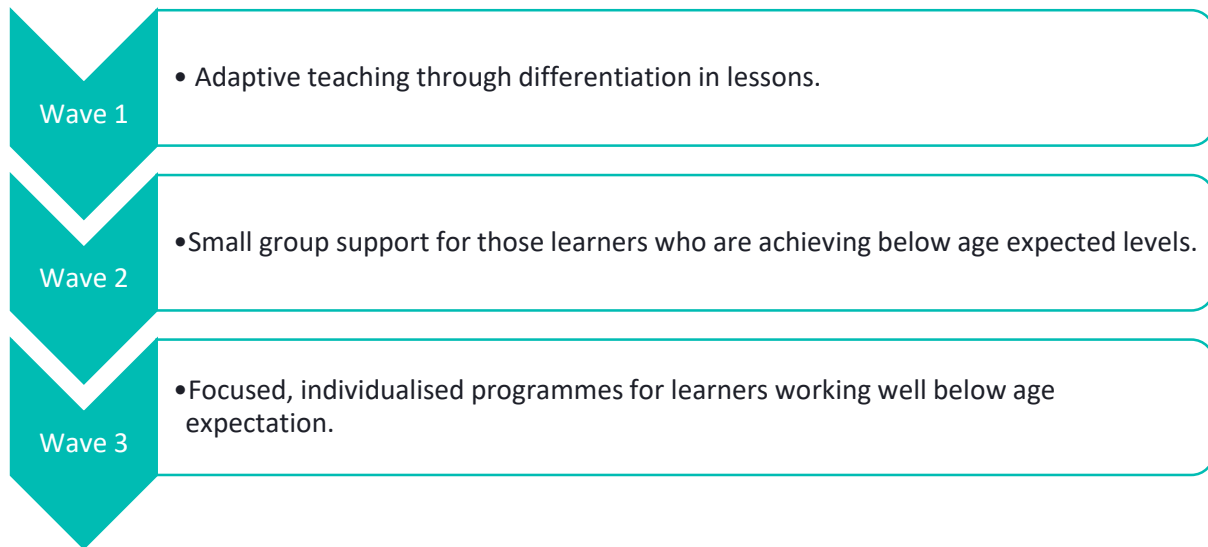 Wave 1
• Adaptive teaching through differentiation in lessons.
Wave 2
•Small group support for those learners who are achieving below age expected levels.
Wave 3
•Focused, individualised programmes for learners working well below age
expectation.